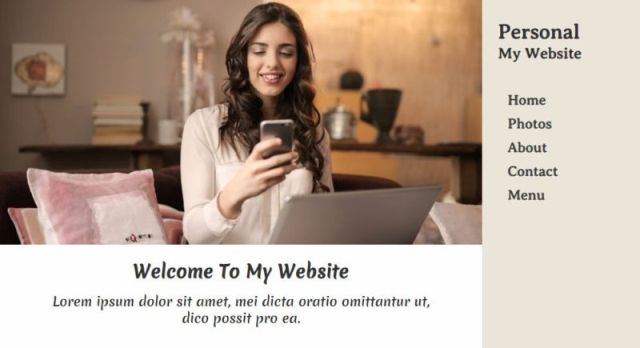 Personal
My Website
Home
Photos
About
Contact
Menu
Welcome To My Website
Lorem ipsum dolor sit amet, mei dicta oratio omittantur ut,
dico possit pro ea.